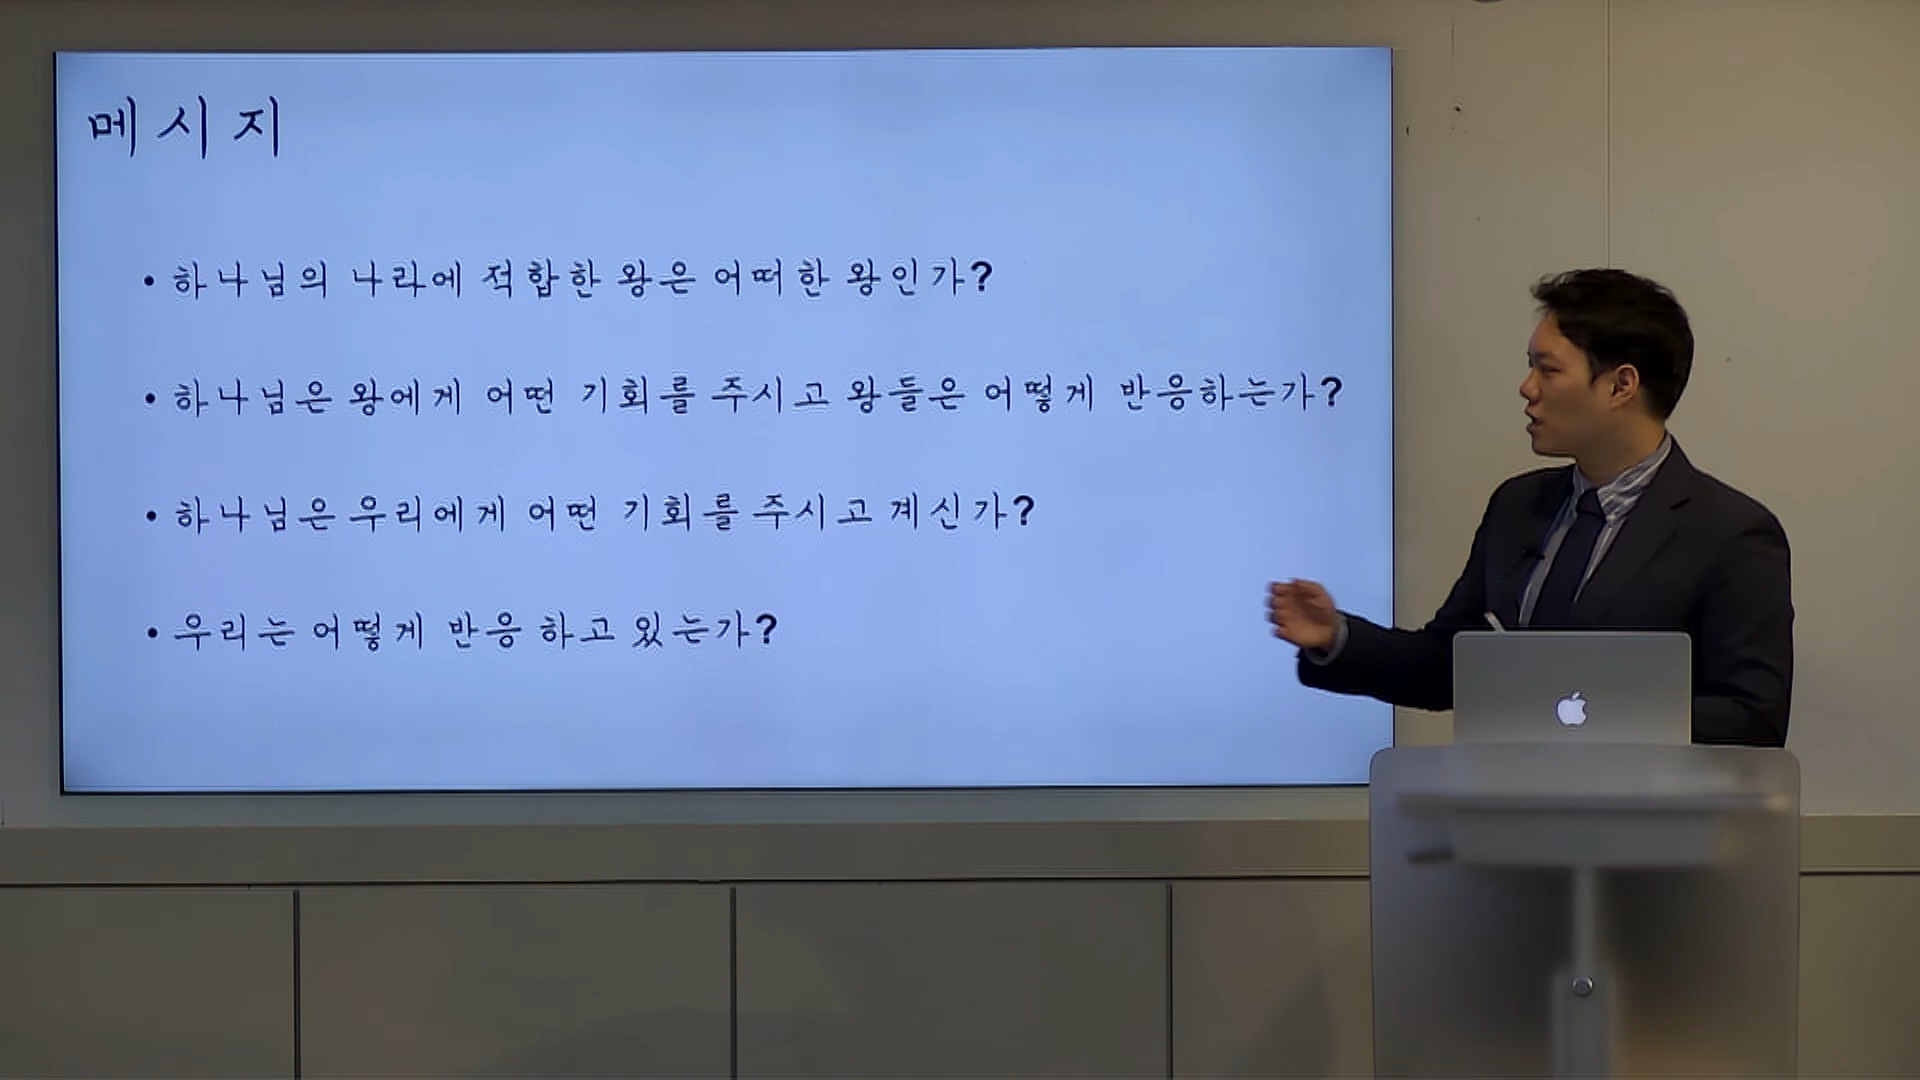 메시지
• 하나님의 나라에 적합한 왕은 어떠한 왕인가?
• 하나님은 왕에게 어떤 기회를 주시고 왕들은 어떻게 반응하는가?
• 하나님은 우리에게 어떤 기회를 주시고 계신가?
• 우리는 어떻게 반응 하고 있는가?